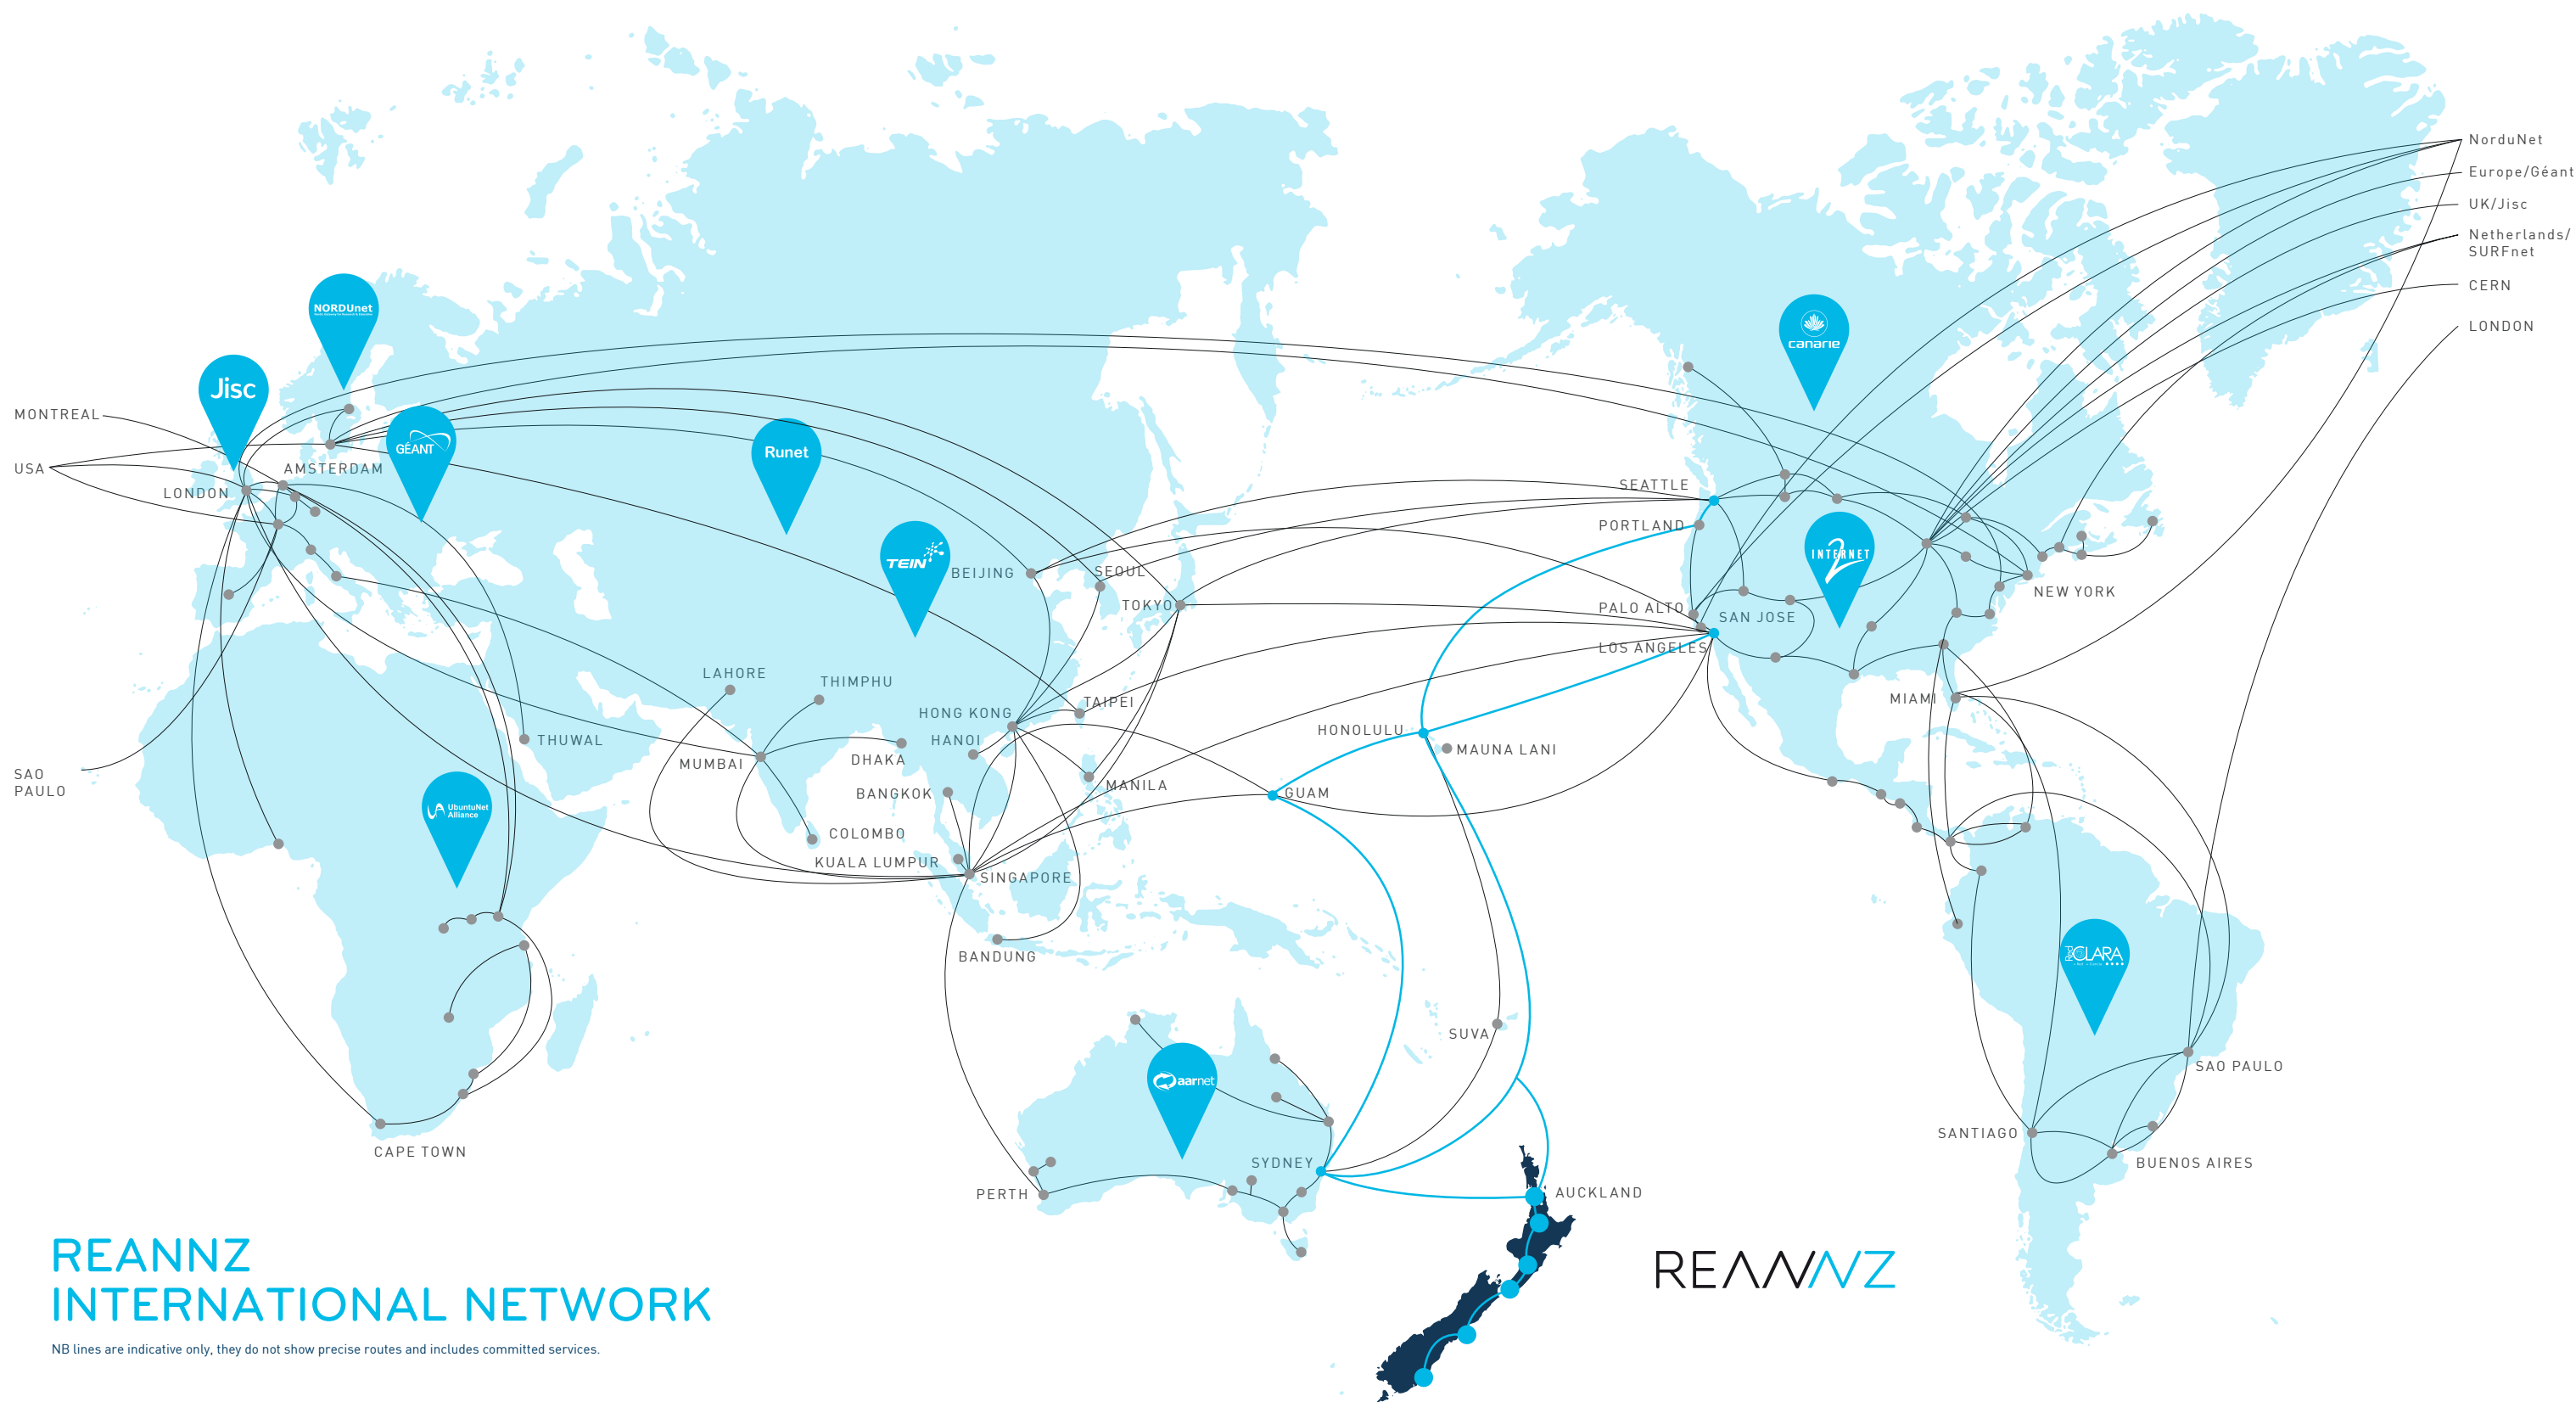 NorduNet
Europe/Géant
UK/Jisc
Netherlands/
SURFnet
CERN
LONDON
NORDUnet
canarie
Jisc
GÉANT
Runet
TEIN
INTERNET
2
MONTREAL
USA
AMSTERDAM
LONDON
SEATTLE
PORTLAND
BEIJING
SEOUL
TOKYO
PALO ALTO
SAN JOSE
LOS ANGELES
NEW YORK
LAHORE
THIMPHU
TAIPEI
MIAMI
HONG KONG
HANOI
THUWAL
MUMBAI
DHAKA
HONOLULU
MAUNA LANI
SAO
PAULO
BANGKOK
MANILA
GUAM
UbuntuNet
Alliance
COLOMBO
KUALA LUMPUR
SINGAPORE
BANDUNG
CLARA
SUVA
SAO PAULO
aarnet
SANTIAGO
BUENOS AIRES
CAPE TOWN
SYDNEY
PERTH
AUCKLAND
REANNZ
INTERNATIONAL NETWORK
REANNZ
NB lines are indicative only, they do not show precise routes and includes committed services.